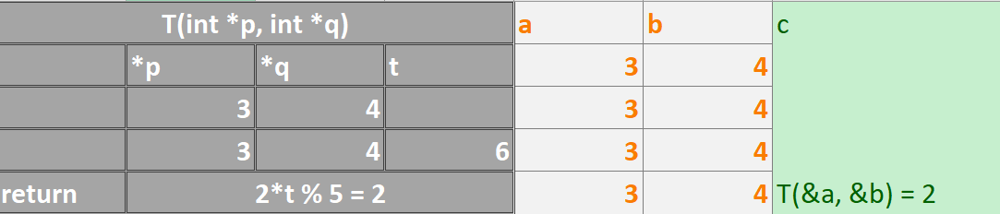 T(int *p, int *q) a b c
*p *q t 3 4
3 4 3 4
3 4 6 3 4
return 2*t % 5 = 2 3 4 T(&a, &b) = 2